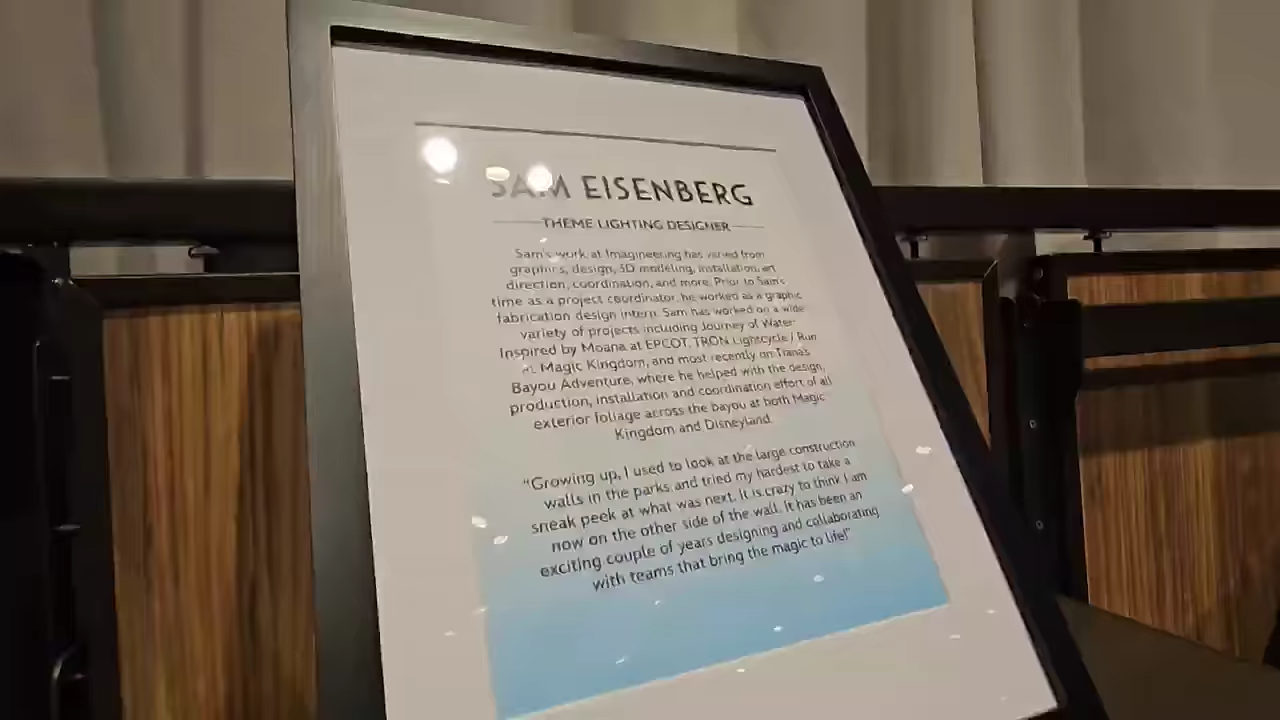 SAM EISENBERG
THEME LIGHTING DESIGNER
Sam's work at Imagineering has varied from
graphics, design, 3D modeling, installation, art
direction, coordination, and more. Prior to Sam's
time as a project coordinator, he worked as a graphic
fabrication design intern. Sam has worked on a wide
variety of projects including Journey of Water
Inspired by Moana at EPCOT, TRON Lightcycle / Run
at Magic Kingdom, and most recently on Tiana's
Bayou Adventure, where he helped with the design,
production, installation and coordination effort of all
exterior foliage across the bayou at both Magic
Kingdom and Disneyland.
"Growing up, I used to look at the large construction
walls in the parks and tried my hardest to take a
sneak peek at what was next. It is crazy to think I am
now on the other side of the wall. It has been an
exciting couple of years designing and collaborating
with teams that bring the magic to life!"